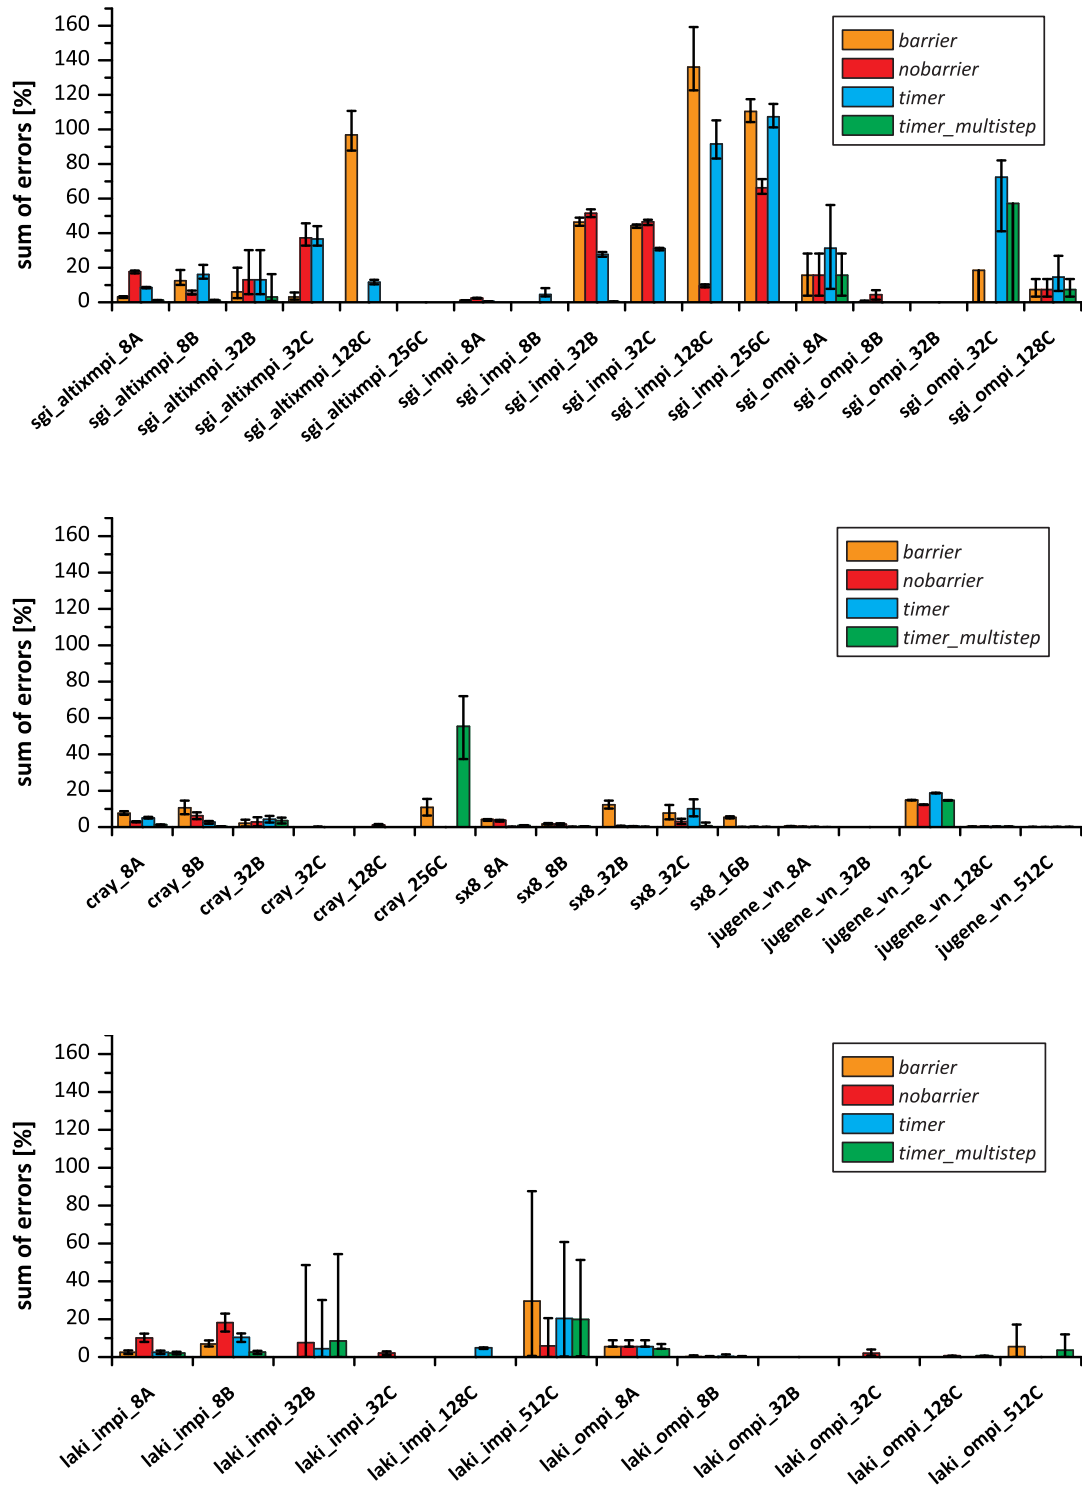 sum of errors [%]
160
140
120
100
80
60
40
20
0
barrier
nobarrier
timer
timer_multistep
sgi_altixmpi_8A
sgi_altixmpi_8B
sgi_altixmpi_32B
sgi_altixmpi_32C
sgi_altixmpi_128C
sgi_altixmpi_256C
sgi_impi_8A
sgi_impi_8B
sgi_impi_32B
sgi_impi_32C
sgi_impi_128C
sgi_impi_256C
sgi_ompi_8A
sgi_ompi_8B
sgi_ompi_32B
sgi_ompi_32C
sgi_ompi_128C
sum of errors [%]
160
140
120
100
80
60
40
20
0
barrier
nobarrier
timer
timer_multistep
cray_8A
cray_8B
cray_32B
cray_32C
cray_128C
cray_256C
sx8_8A
sx8_8B
sx8_32B
sx8_32C
sx8_16B
jugene_vn_8A
jugene_vn_32B
jugene_vn_32C
jugene_vn_128C
jugene_vn_512C
sum of errors [%]
160
140
120
100
80
60
40
20
0
barrier
nobarrier
timer
timer_multistep
laki_impi_8A
laki_impi_8B
laki_impi_32B
laki_impi_32C
laki_impi_128C
laki_impi_512C
laki_ompi_8A
laki_ompi_8B
laki_ompi_32B
laki_ompi_32C
laki_ompi_128C
laki_ompi_512C